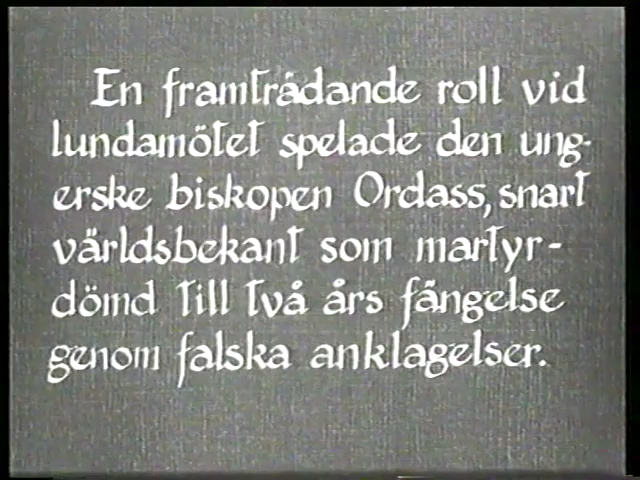 En framträdande roll vid
lundamötet spelade den ung-
erske biskopen Ordass, snart
världsbekant som martyr-
dömd till två års fängelse
genom falska anklagelser.